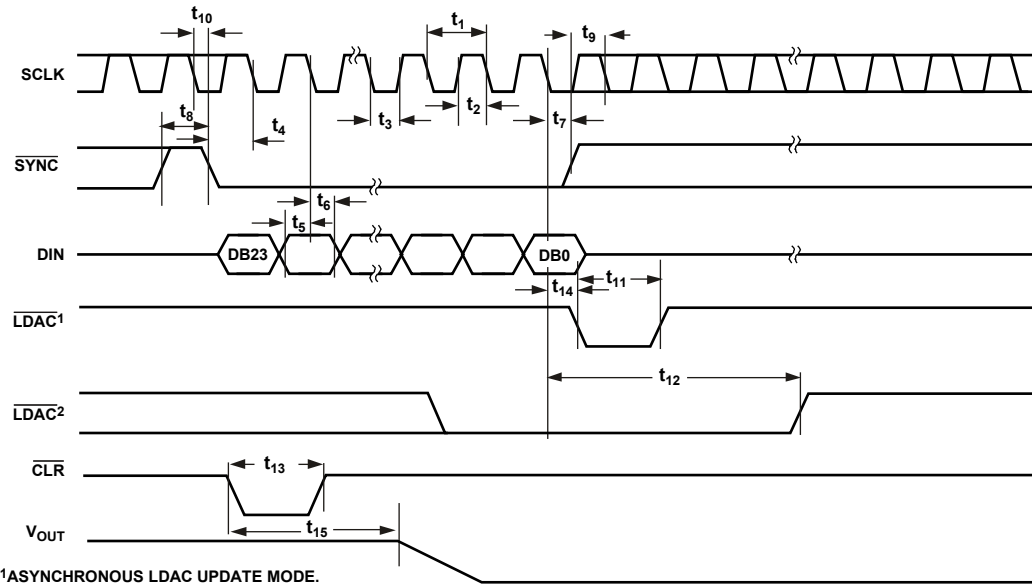 t10
t1
t9
SCLK
t8
t4
t3
t2
t7
SYNC
t6
t5
DIN
DB23
DB0
t14
t11
LDAC1
t12
LDAC2
CLR
t13
t15
VOUT
1ASYNCHRONOUS LDAC UPDATE MODE.